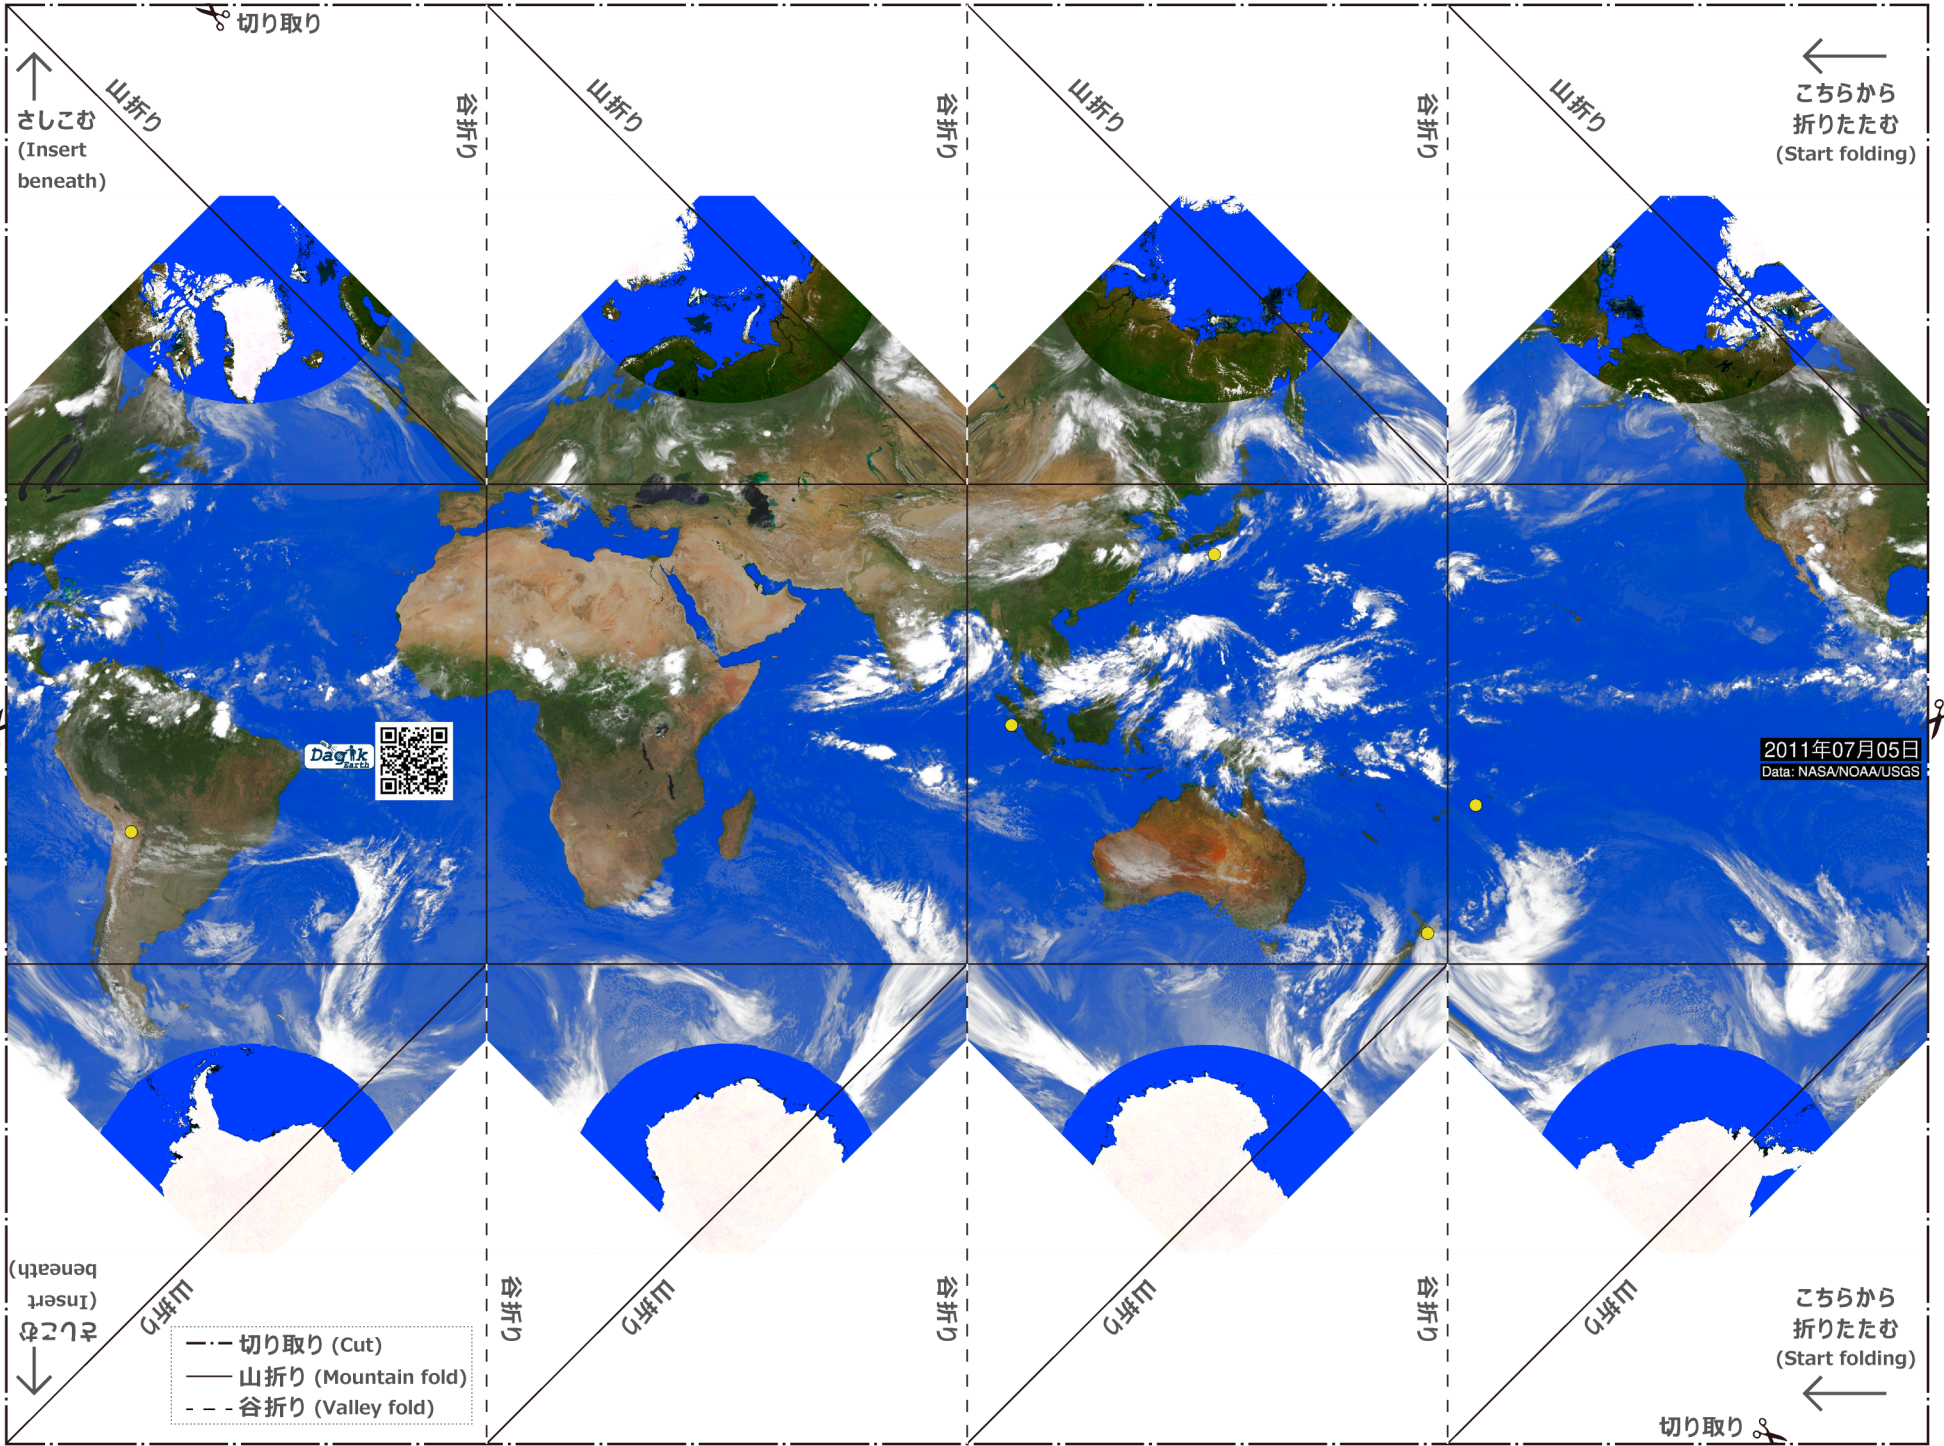 切り取り
山折り
谷折り
山折り
谷折り
山折り
谷折り
山折り
こちらから
折りたたむ
(Start folding)
さしこむ
(Insert
beneath)
Dagik
Earth
2011年07月05日
Data: NASA/NOAA/USGS
さしこむ
(Insert
beneath)
山折り
谷折り
山折り
谷折り
山折り
谷折り
山折り
こちらから
折りたたむ
(Start folding)
切り取り (Cut)
山折り (Mountain fold)
谷折り (Valley fold)
切り取り